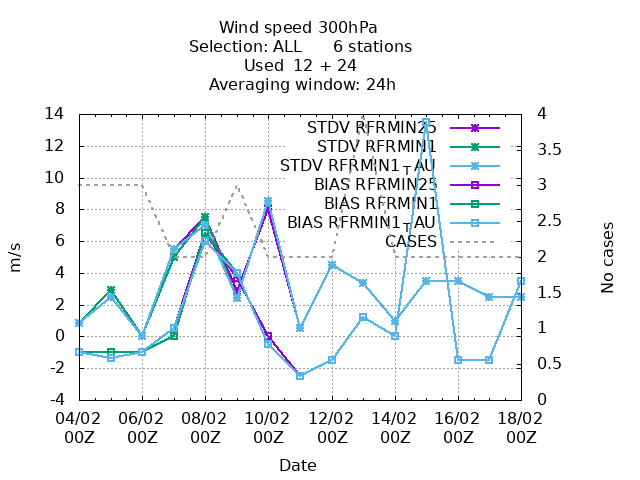 Wind speed 300hPa
Selection: ALL 6 stations
Used 12 + 24
Averaging window: 24h
14
12
10
8
6
4
2
0
-2
-4
m/s
4
3.5
3
2.5
2
1.5
1
0.5
0
No cases
STDV RFRMIN25
STDV RFRMIN1
STDV RFRMIN1_AU
BIAS RFRMIN25
BIAS RFRMIN1
BIAS RFRMIN1_AU
CASES
04/02 06/02 08/02 10/02 12/02 14/02 16/02 18/02
00Z 00Z 00Z 00Z 00Z 00Z 00Z 00Z
Date